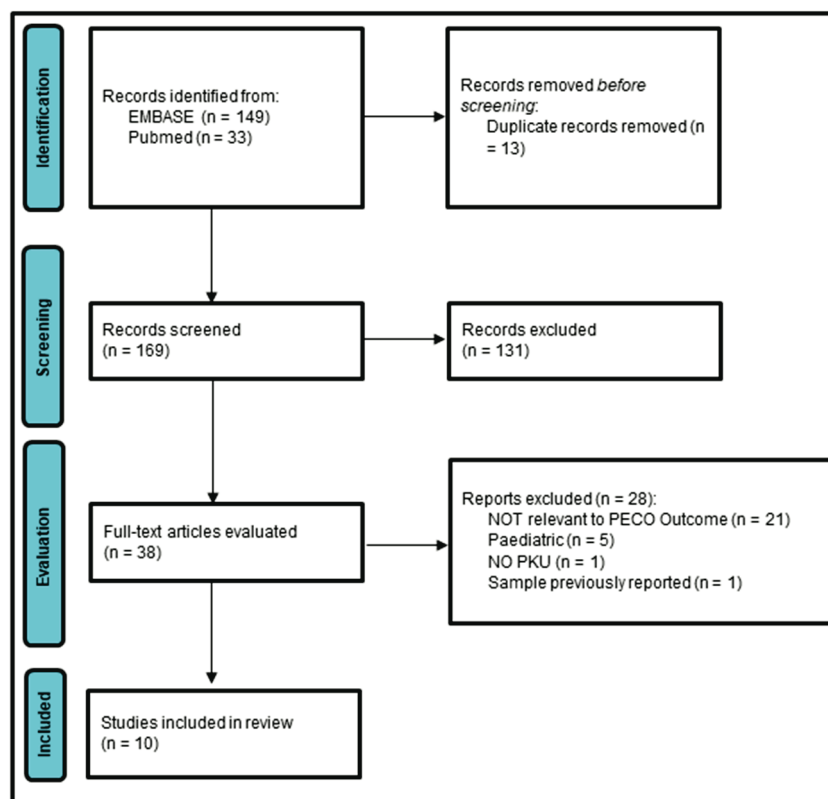 Identification
Records identified from:
EMBASE (n = 149)
Pubmed (n = 33)
Records removed before
screening:
Duplicate records removed (n
= 13)
Screening
Records screened
(n = 169)
Records excluded
(n = 131)
Evaluation
Full-text articles evaluated
(n = 38)
Reports excluded (n = 28):
NOT relevant to PECO Outcome (n = 21)
Paediatric (n = 5)
NO PKU (n = 1)
Sample previously reported (n = 1)
Included
Studies included in review
(n = 10)